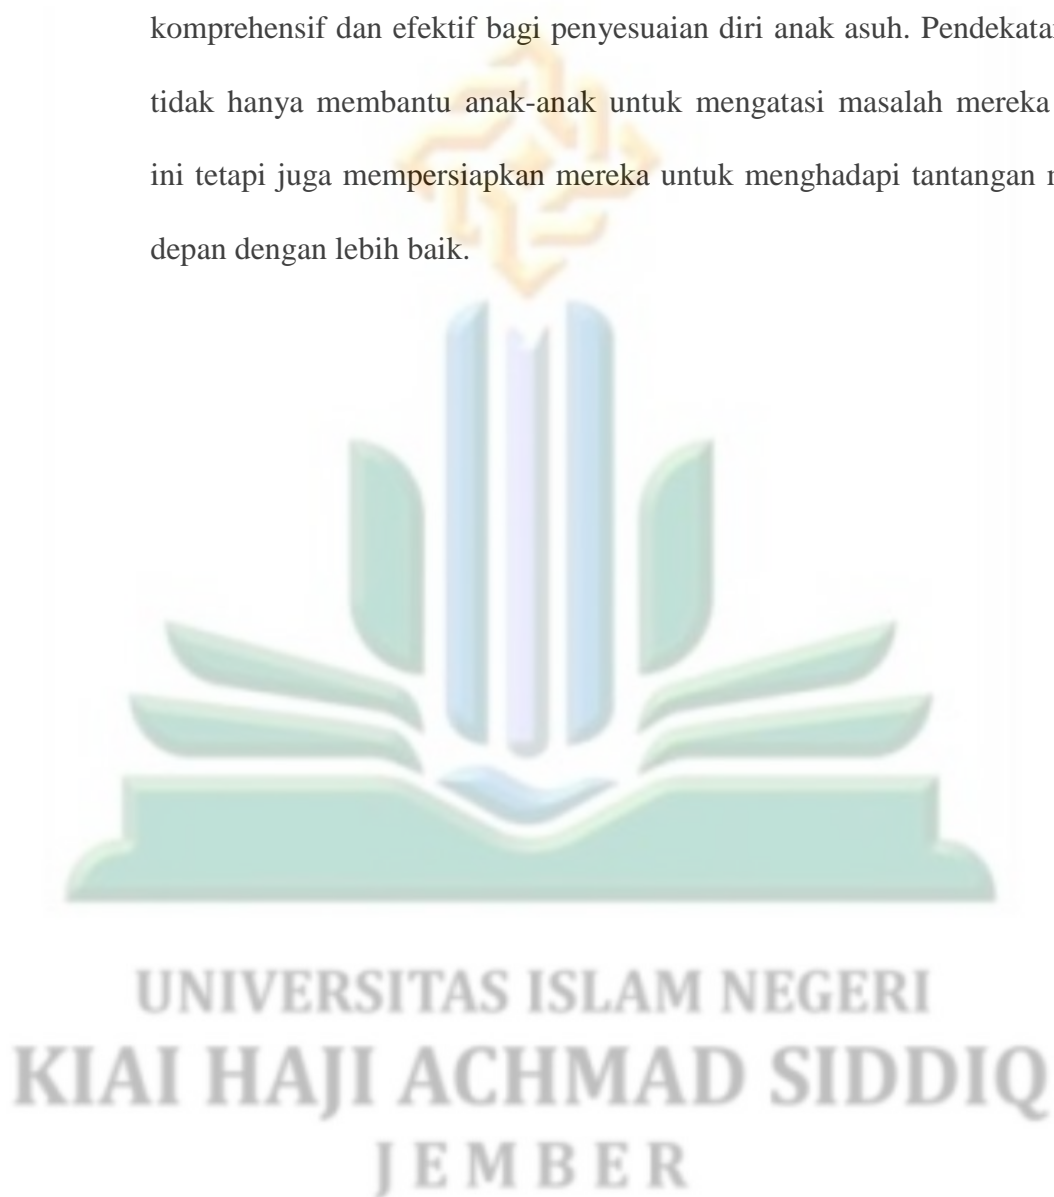 komprehensif dan efektif bagi penyesuaian diri anak asuh. Pendekatan
tidak hanya membantu anak-anak untuk mengatasi masalah mereka
ini tetapi juga mempersiapkan mereka untuk menghadapi tantangan
depan dengan lebih baik.
UNIVERSITAS ISLAM NEGERI
KIAI HAJI ACHMAD SIDDIQ
JEMBER